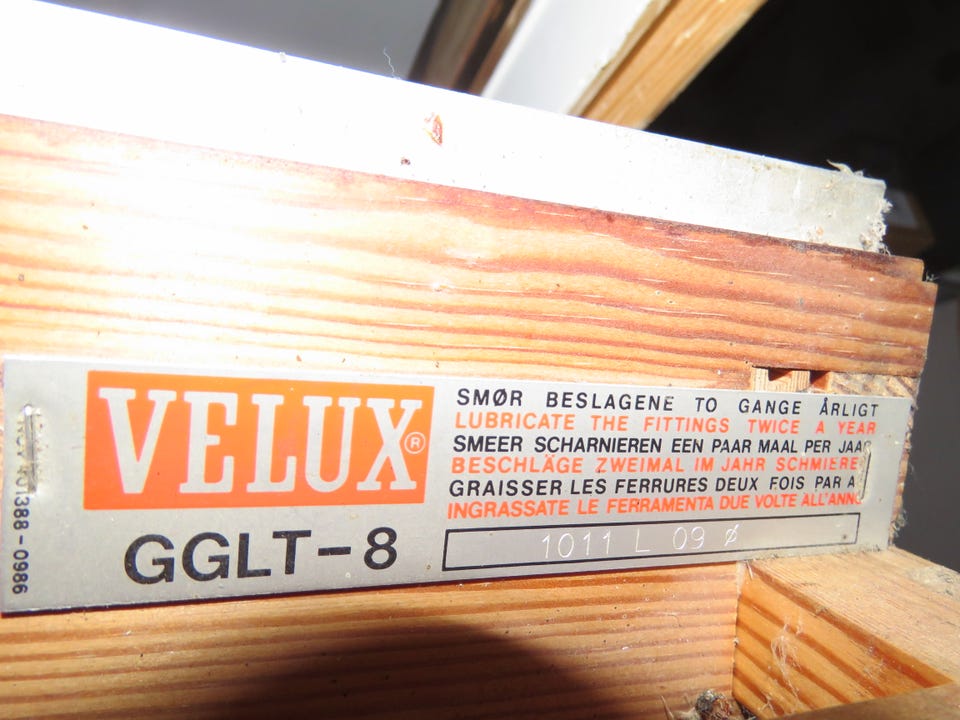 VELUX®
GGLT-8
SMØR BESLAGENE TO GANGE ÅRLIGT
LUBRICATE THE FITTINGS TWICE A YEAR
SMEER SCHARNIEREN EEN PAAR MAAL PER JAAR
BESCHLÄGE ZWEIMAL IM JAHR SCHMIERE
GRAISSER LES FERRURES DEUX FOIS PAR A
INGRASSATE LE FERRAMENTA DUE VOLTE ALL'ANNO
1011 L 09 Ø
388-0986